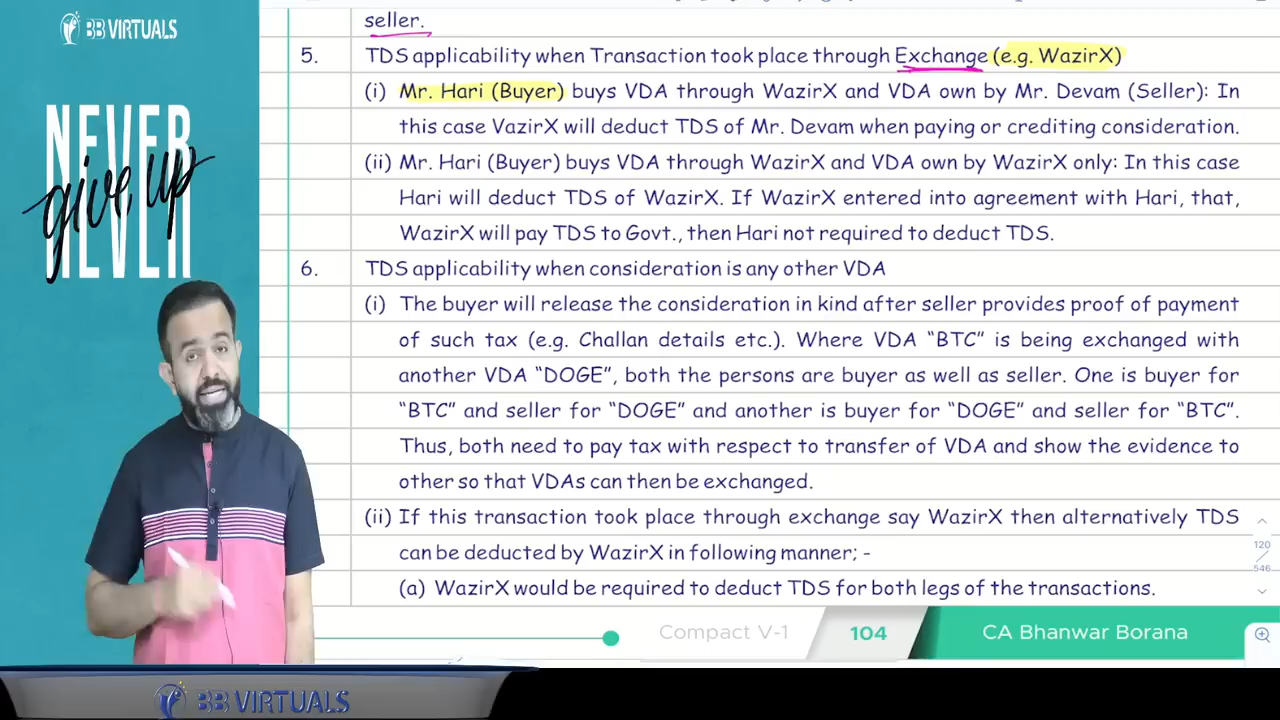 BB VIRTUALS
NEVER
give up
NEVER
seller.
5. TDS applicability when Transaction took place through Exchange (e.g. WazirX)
(i) Mr. Hari (Buyer) buys VDA through WazirX and VDA own by Mr. Devam (Seller): In
this case VazirX will deduct TDS of Mr. Devam when paying or crediting consideration.
(ii) Mr. Hari (Buyer) buys VDA through WazirX and VDA own by WazirX only: In this case
Hari will deduct TDS of WazirX. If WazirX entered into agreement with Hari, that,
WazirX will pay TDS to Govt., then Hari not required to deduct TDS.
6. TDS applicability when consideration is any other VDA
(i) The buyer will release the consideration in kind after seller provides proof of payment
of such tax (e.g. Challan details etc.). Where VDA “BTC” is being exchanged with
another VDA “DOGE”, both the persons are buyer as well as seller. One is buyer for
“BTC” and seller for “DOGE” and another is buyer for “DOGE” and seller for “BTC”.
Thus, both need to pay tax with respect to transfer of VDA and show the evidence to
other so that VDAs can then be exchanged.
(ii) If this transaction took place through exchange say WazirX then alternatively TDS
can be deducted by WazirX in following manner; -
(a) WazirX would be required to deduct TDS for both legs of the transactions.
120
546
Compact V-1 104 CA Bhanwar Borana
BB VIRTUALS